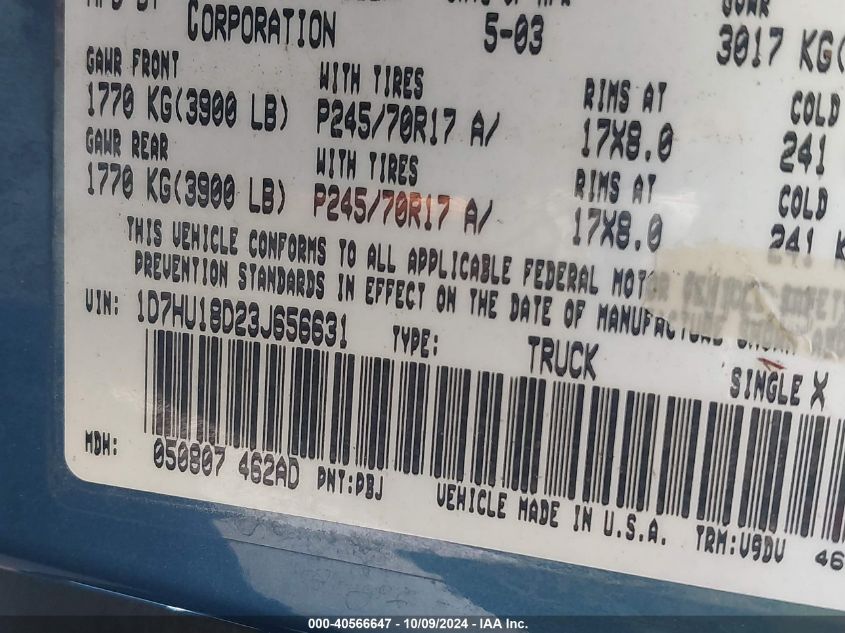 CORPORATION 5-03 3017 KG(
GAWR FRONT WITH TIRES RIMS AT COLD
1770 KG(3900 LB) P245/70R17 A/ 17X8.0 241
GAWR REAR WITH TIRES RIMS AT COLD
1770 KG(3900 LB) P245/70R17 A/ 17X8.0 241 K
THIS VEHICLE CONFORMS TO ALL APPLICABLE FEDERAL MOTOR
PREVENTION STANDARDS IN EFFECT ON THE DATE OF MANUFACTURE
VIN: 1D7HU18D23J656631 TYPE: TRUCK SINGLE X
MDH: 050807 462AD PNT:PBJ VEHICLE MADE IN U.S.A. TRM:V9DV 46
000-40566647 - 10/09/2024 - IAA Inc.